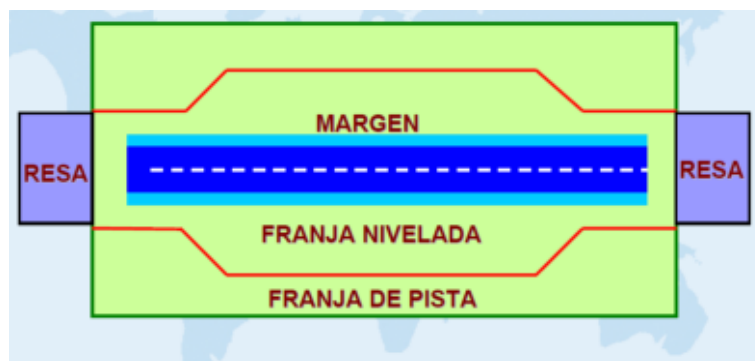 MARGEN
RESA
RESA
FRANJA NIVELADA
FRANJA DE PISTA